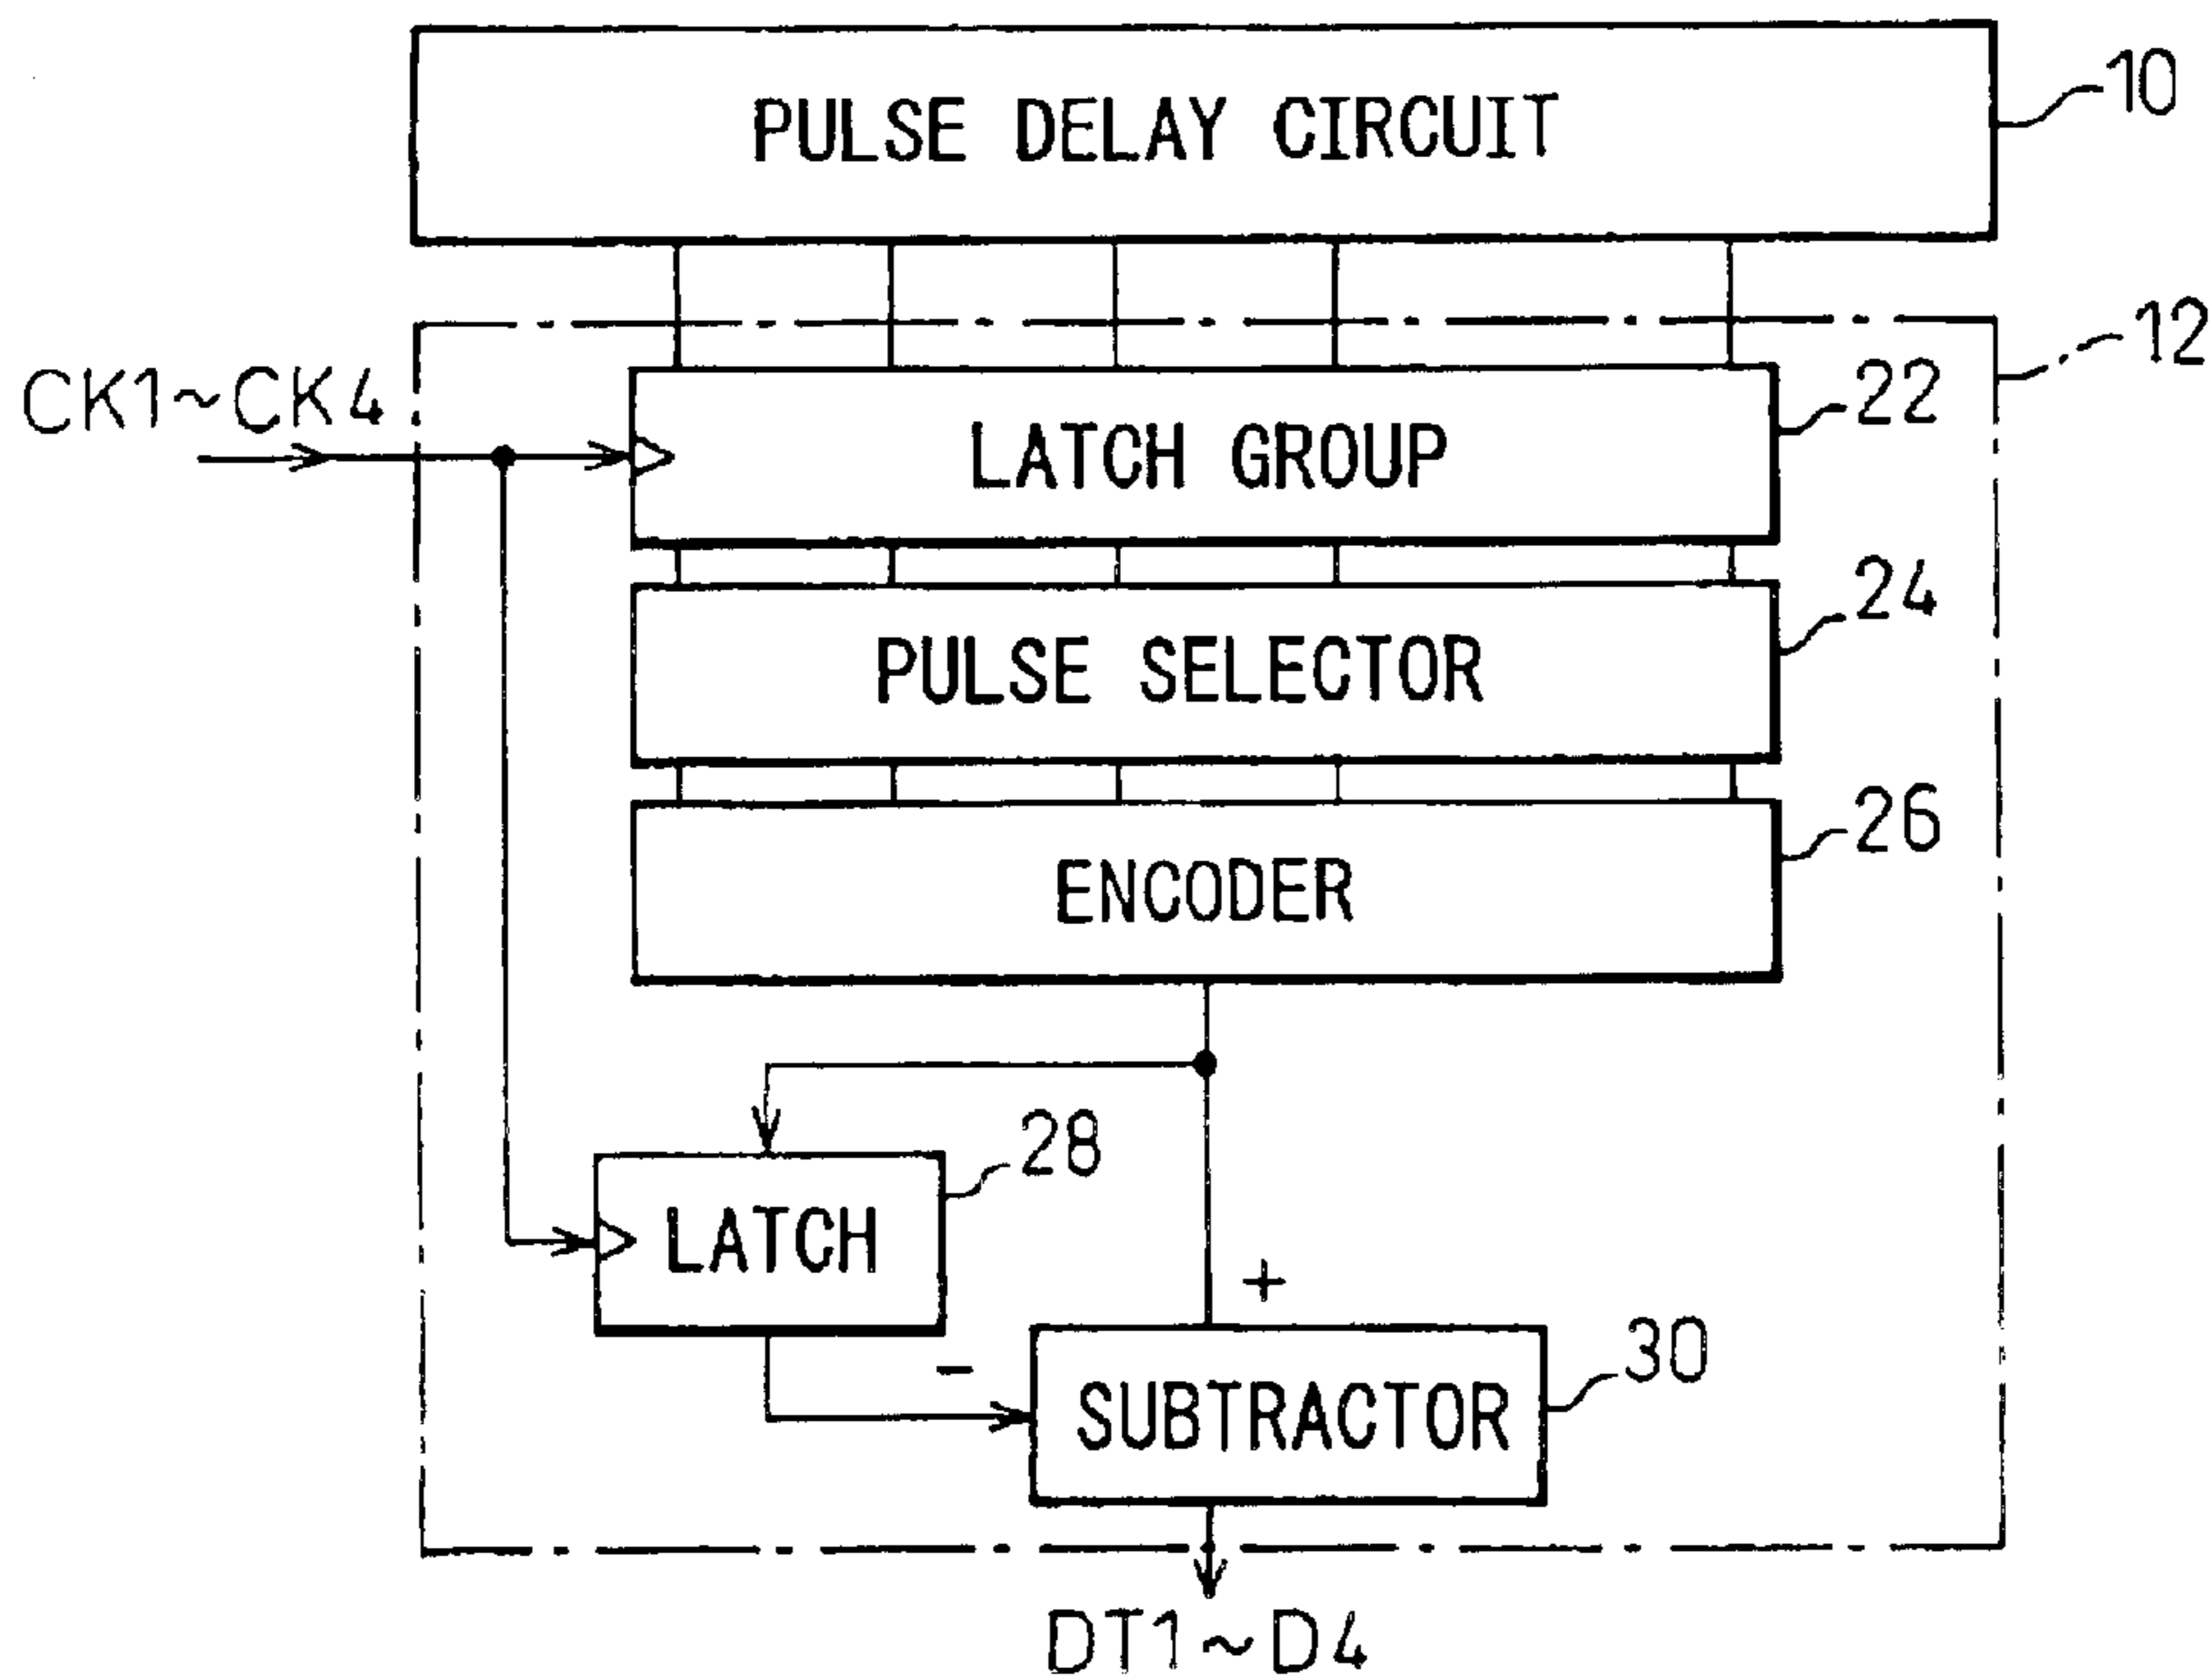 PULSE DELAY CIRCUIT
10
12
CK1~CK4
LATCH GROUP
22
PULSE SELECTOR
24
ENCODER
26
LATCH
28
+
-
SUBTRACTOR
30
DT1~D4